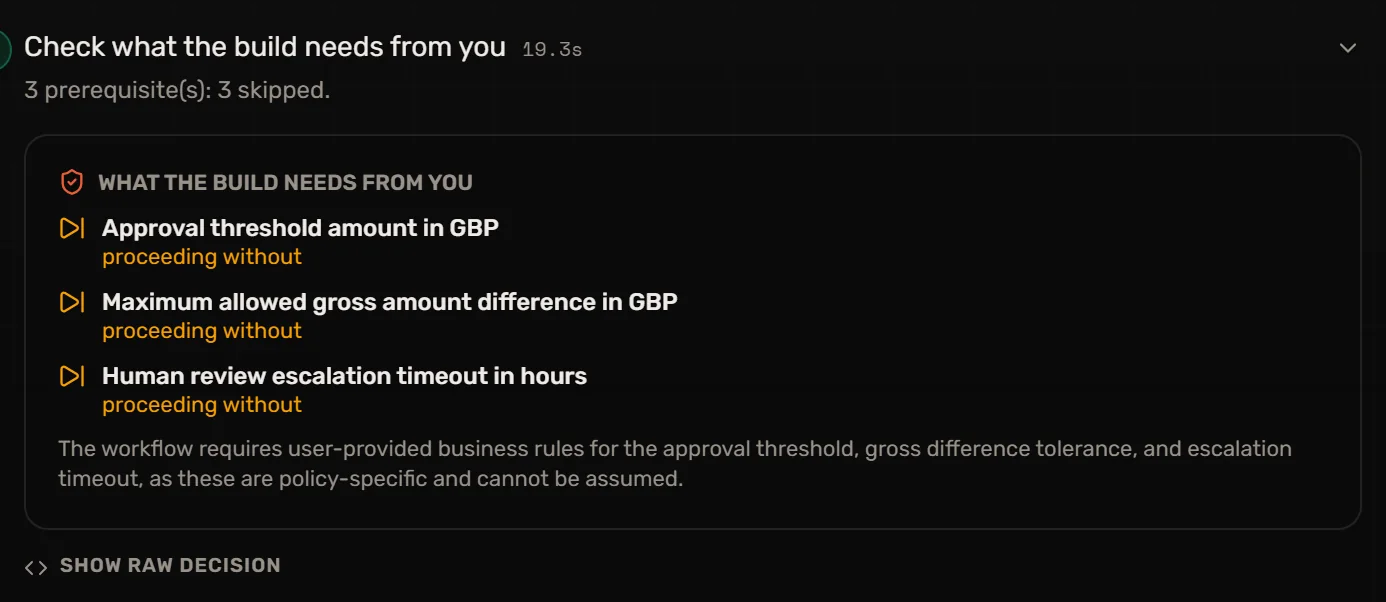 Check what the build needs from you 19.3s
3 prerequisite(s): 3 skipped.
WHAT THE BUILD NEEDS FROM YOU
Approval threshold amount in GBP
proceeding without
Maximum allowed gross amount difference in GBP
proceeding without
Human review escalation timeout in hours
proceeding without
The workflow requires user-provided business rules for the approval threshold, gross difference tolerance, and escalation
timeout, as these are policy-specific and cannot be assumed.
<> SHOW RAW DECISION